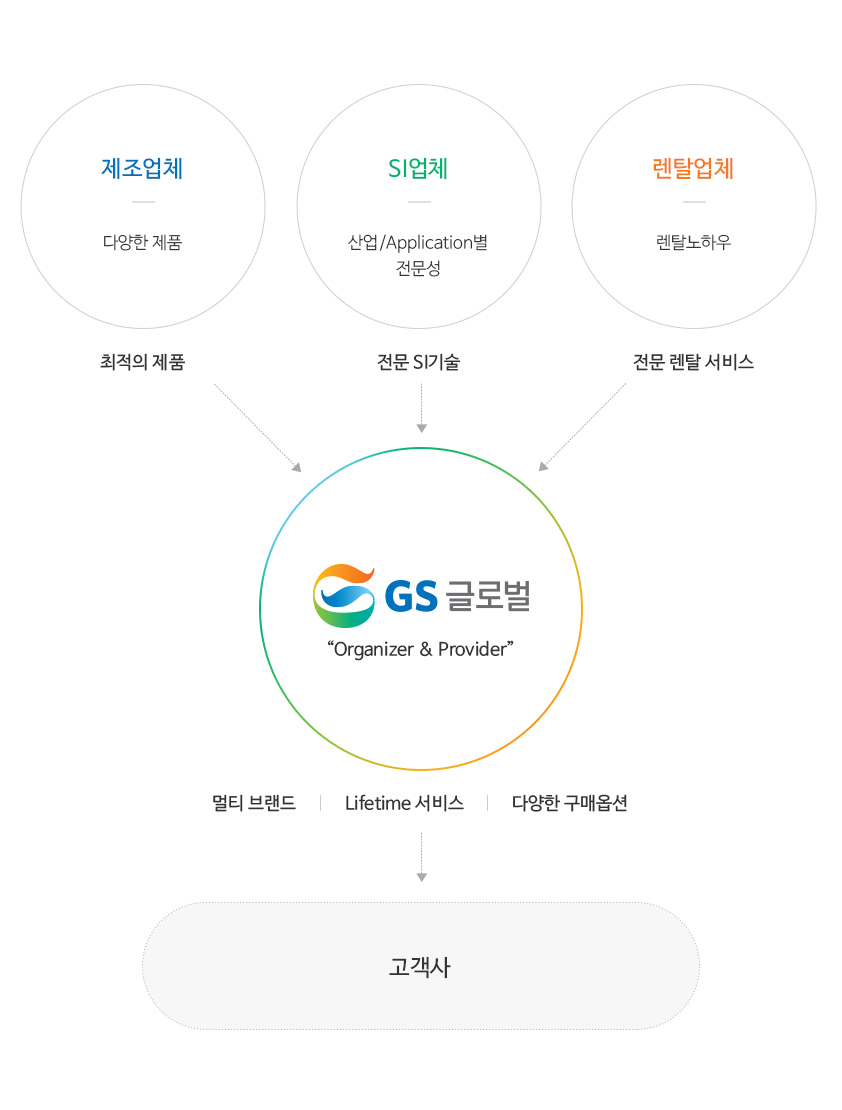 제조업체
다양한 제품
SI업체
산업/Application별
전문성
렌탈업체
렌탈노하우
최적의 제품
전문 SI기술
전문 렌탈 서비스
GS 글로벌
“Organizer & Provider”
멀티 브랜드
Lifetime 서비스
다양한 구매옵션
고객사